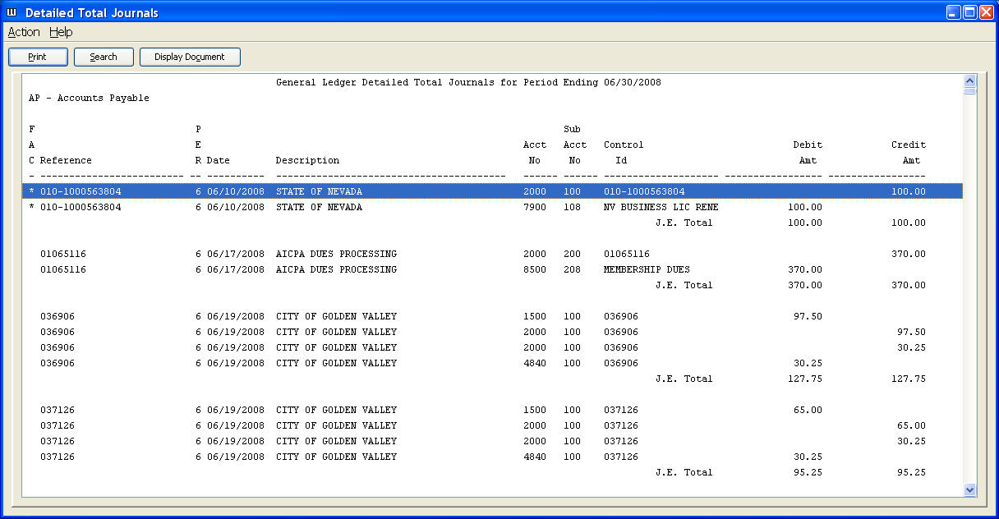 Detailed Total Journals
Action Help
Print Search Display Document
General Ledger Detailed Total Journals for Period Ending 06/30/2008
AP - Accounts Payable
F P Sub
A E Acct Acct Control Debit Credit
C Reference R Date Description No No Id Amt Amt
- ------------------------- -- ---------- ---------------------------------------- ------ ------ -------------------- ----------------- -----------------
* 010-1000563804 6 06/10/2008 STATE OF NEVADA 2000 100 010-1000563804 100.00
* 010-1000563804 6 06/10/2008 STATE OF NEVADA 7900 108 NV BUSINESS LIC RENE 100.00
J.E. Total 100.00 100.00
01065116 6 06/17/2008 AICPA DUES PROCESSING 2000 200 01065116 370.00
01065116 6 06/17/2008 AICPA DUES PROCESSING 8500 208 MEMBERSHIP DUES 370.00
J.E. Total 370.00 370.00
036906 6 06/19/2008 CITY OF GOLDEN VALLEY 1500 100 036906 97.50
036906 6 06/19/2008 CITY OF GOLDEN VALLEY 2000 100 036906 97.50
036906 6 06/19/2008 CITY OF GOLDEN VALLEY 2000 100 036906 30.25
036906 6 06/19/2008 CITY OF GOLDEN VALLEY 4840 100 036906 30.25
J.E. Total 127.75 127.75
037126 6 06/19/2008 CITY OF GOLDEN VALLEY 1500 100 037126 65.00
037126 6 06/19/2008 CITY OF GOLDEN VALLEY 2000 100 037126 65.00
037126 6 06/19/2008 CITY OF GOLDEN VALLEY 2000 100 037126 30.25
037126 6 06/19/2008 CITY OF GOLDEN VALLEY 4840 100 037126 30.25
J.E. Total 95.25 95.25